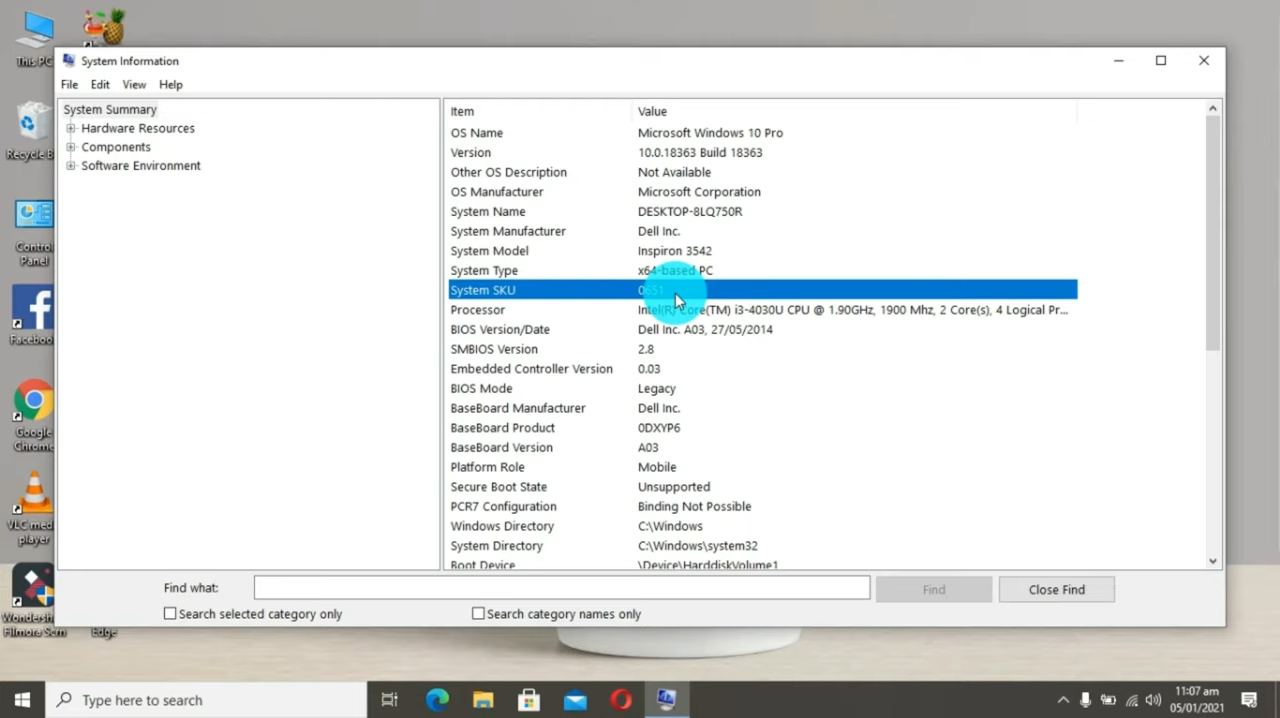 This PC
System Information
File Edit View Help
System Summary
Hardware Resources
Components
Software Environment
Item Value
OS Name Microsoft Windows 10 Pro
Version 10.0.18363 Build 18363
Other OS Description Not Available
OS Manufacturer Microsoft Corporation
System Name DESKTOP-8LQ750R
System Manufacturer Dell Inc.
System Model Inspiron 3542
System Type x64-based PC
System SKU 0651
Processor Intel(R) Core(TM) i3-4030U CPU @ 1.90GHz, 1900 Mhz, 2 Core(s), 4 Logical Pr...
BIOS Version/Date Dell Inc. A03, 27/05/2014
SMBIOS Version 2.8
Embedded Controller Version 0.03
BIOS Mode Legacy
BaseBoard Manufacturer Dell Inc.
BaseBoard Product 0DXYP6
BaseBoard Version A03
Platform Role Mobile
Secure Boot State Unsupported
PCR7 Configuration Binding Not Possible
Windows Directory C:\Windows
System Directory C:\Windows\system32
Boot Device \Device\HarddiskVolume1
Recycle B
Control
Panel
Facebook
Google
Chrome
VLC med
player
Wondersh
Filmora Scrn
Edge
Find what: Find Close Find
Search selected category only Search category names only
Type here to search
11:07 am
05/01/2021